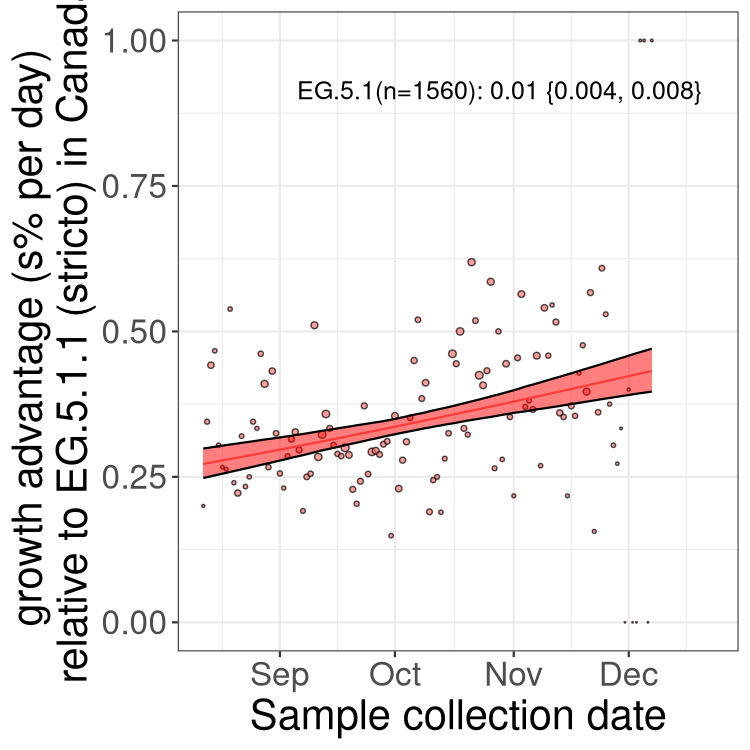 growth advantage (s% per day)
relative to EG.5.1.1 (stricto) in Canada
1.00
0.75
0.50
0.25
0.00
EG.5.1(n=1560): 0.01 {0.004, 0.008}
Sep Oct Nov Dec
Sample collection date